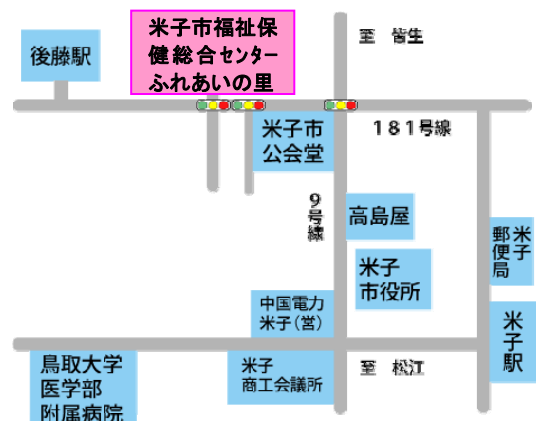 米子市福祉保
健総合センター
ふれあいの里
至 皆生
後藤駅
米子市
公会堂
181号線
9号線
高島屋
米子
郵便局
米子
市役所
中国電力
米子(営)
米子駅
鳥取大学
医学部
附属病院
米子
商工会議所
至 松江